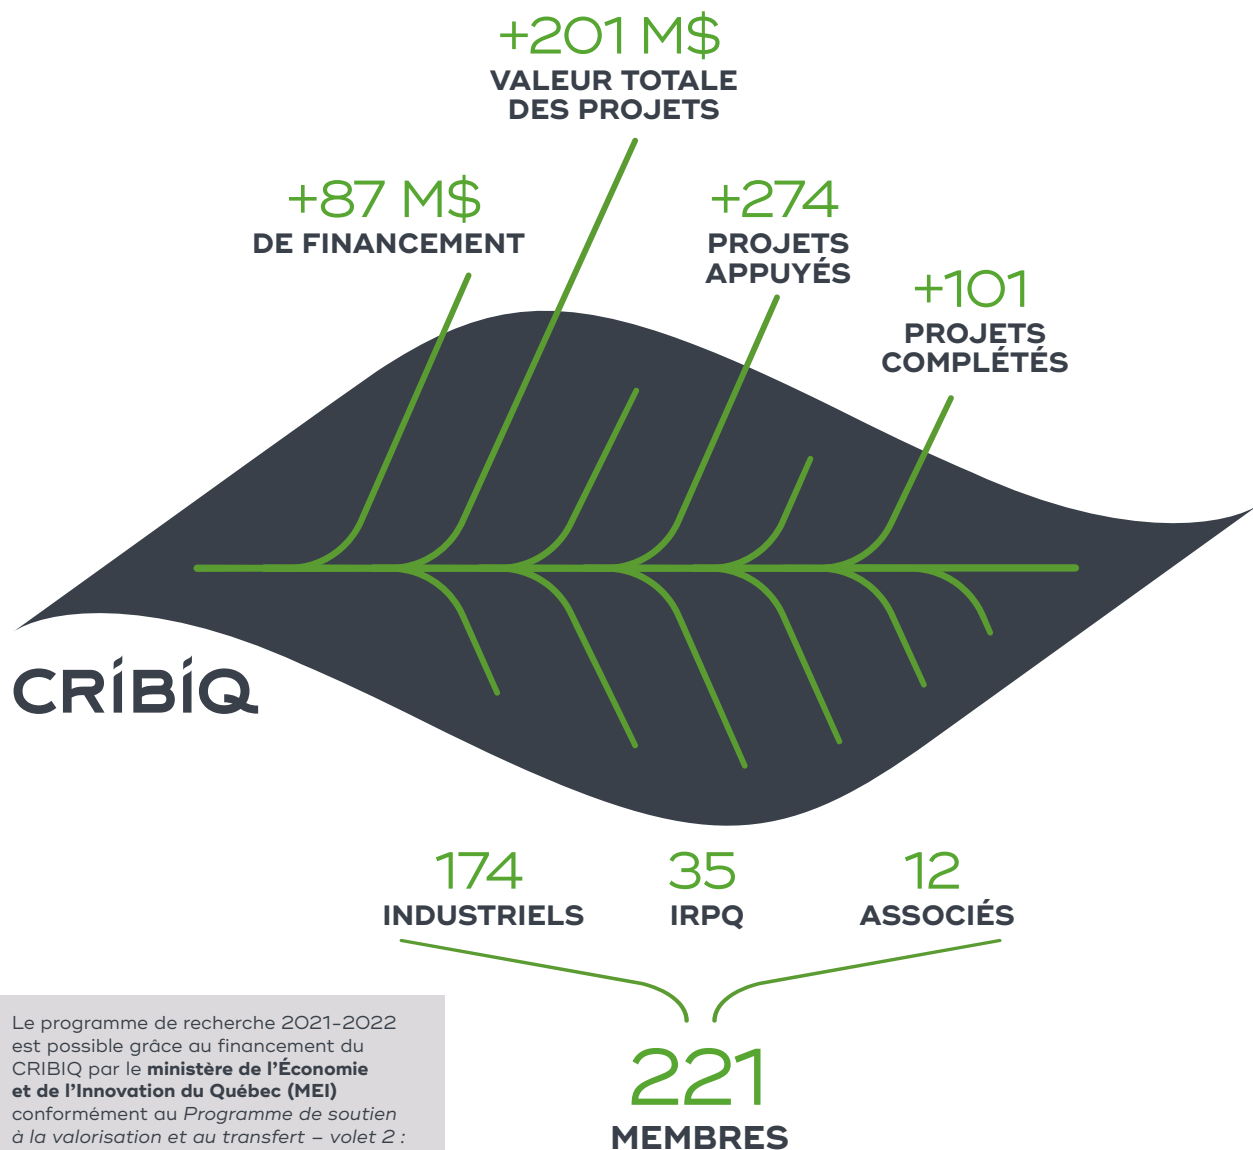 +201 M$
VALEUR TOTALE
DES PROJETS
+87 M$
DE FINANCEMENT
+274
PROJETS
APPUYÉS
+101
PROJETS
COMPLÉTÉS
CRIBIQ
174
INDUSTRIELS
35
IRPQ
12
ASSOCIÉS
221
MEMBRES
Le programme de recherche 2021-2022
est possible grâce au financement du
CRIBIQ par le ministère de l’Économie
et de l’Innovation du Québec (MEI)
conformément au Programme de soutien
à la valorisation et au transfert – volet 2 :